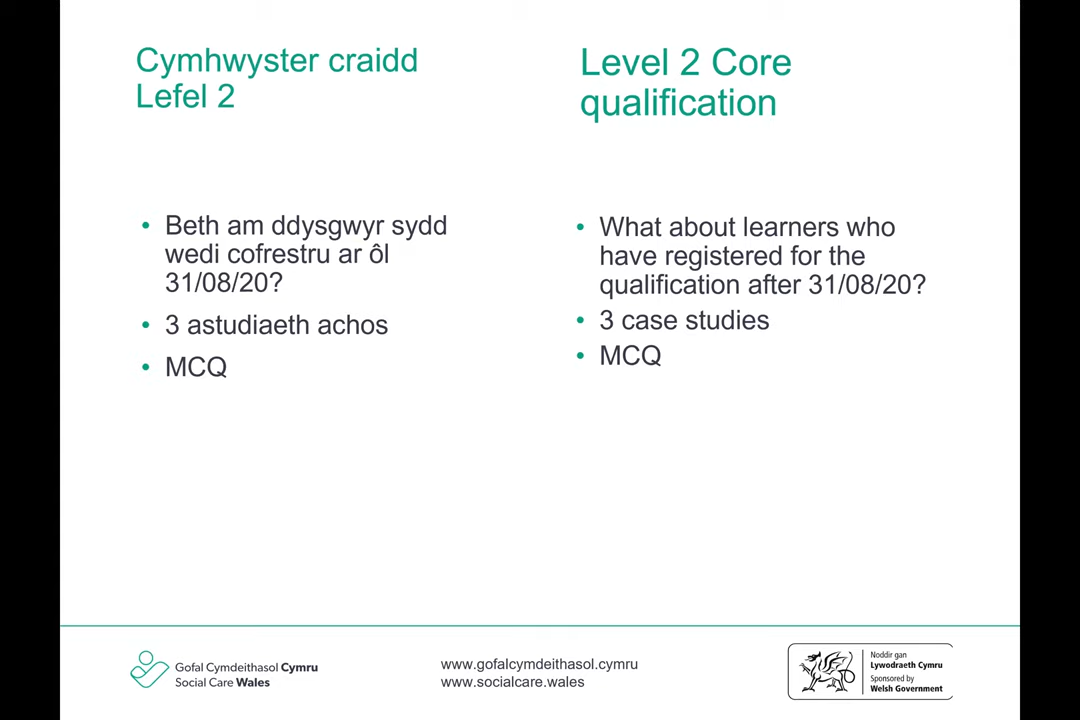 Cymhwyster craidd
Lefel 2
• Beth am ddysgwyr sydd
wedi cofrestru ar ôl
31/08/20?
• 3 astudiaeth achos
• MCQ
Level 2 Core
qualification
• What about learners who
have registered for the
qualification after 31/08/20?
• 3 case studies
• MCQ
Gofal Cymdeithasol Cymru
Social Care Wales
www.gofalcymdeithasol.cymru
www.socialcare.wales
Noddir gan
Lywodraeth Cymru
Sponsored by
Welsh Government